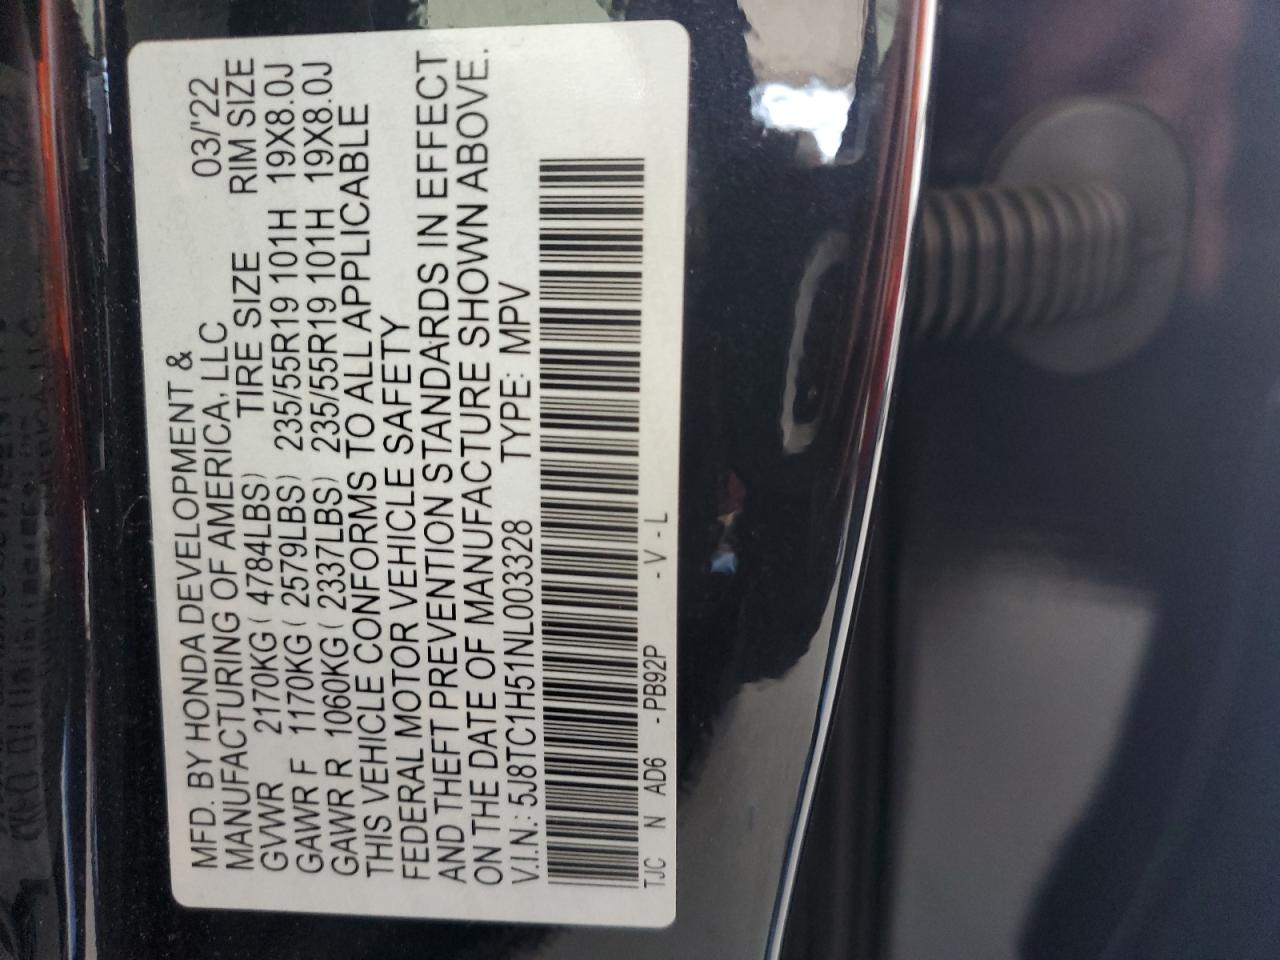 MFD. BY HONDA DEVELOPMENT &
MANUFACTURING OF AMERICA, LLC 03/'22
TIRE SIZE RIM SIZE
GVWR 2170KG ( 4784LBS)
GAWR F 1170KG ( 2579LBS) 235/55R19 101H 19X8.0J
GAWR R 1060KG ( 2337LBS) 235/55R19 101H 19X8.0J
THIS VEHICLE CONFORMS TO ALL APPLICABLE
FEDERAL MOTOR VEHICLE SAFETY
AND THEFT PREVENTION STANDARDS IN EFFECT
ON THE DATE OF MANUFACTURE SHOWN ABOVE.
V.I.N.: 5J8TC1H51NL003328 TYPE: MPV
TJC N AD6 - PB92P - V - L